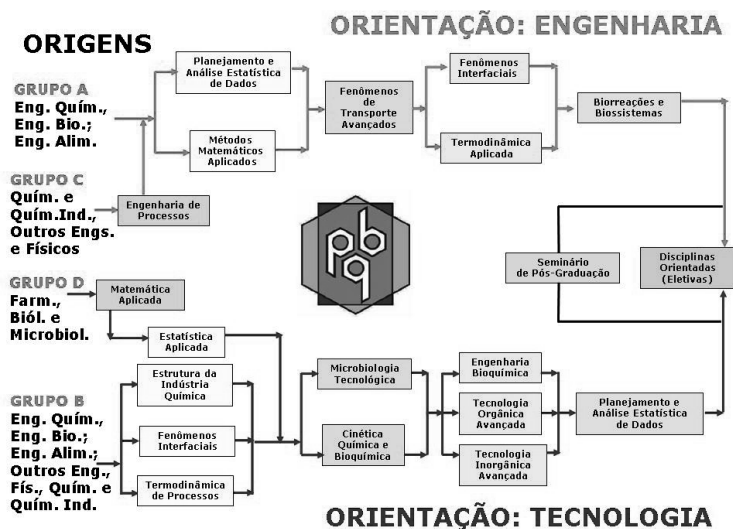 ORIENTAÇÃO: ENGENHARIA
ORIGENS
GRUPO A
Eng. Quím.,
Eng. Bio.;
Eng. Alim.
Planejamento e
Análise Estatística
de Dados
Métodos
Matemáticos
Aplicados
Fenômenos
de
Transporte
Avançados
Fenômenos
Interfaciais
Termodinâmica
Aplicada
Biorreações e
Biossistemas
GRUPO C
Quím. e
Quím.Ind.,
Outros Engs.
e Físicos
Engenharia de
Processos
pbq
Seminário
de Pós-Graduação
Disciplinas
Orientadas
(Eletivas)
GRUPO D
Farm.,
Biól. e
Microbiol.
Matemática
Aplicada
Estatística
Aplicada
GRUPO B
Eng. Quím.,
Eng. Bio.;
Eng. Alim.;
Outros Eng.,
Fís., Quím. e
Quím. Ind.
Estrutura da
Indústria
Química
Fenômenos
Interfaciais
Termodinâmica
de Processos
Microbiologia
Tecnológica
Cinética
Química e
Bioquímica
Engenharia
Bioquímica
Tecnologia
Orgânica
Avançada
Tecnologia
Inorgânica
Avançada
Planejamento e
Análise Estatística
de Dados
ORIENTAÇÃO: TECNOLOGIA